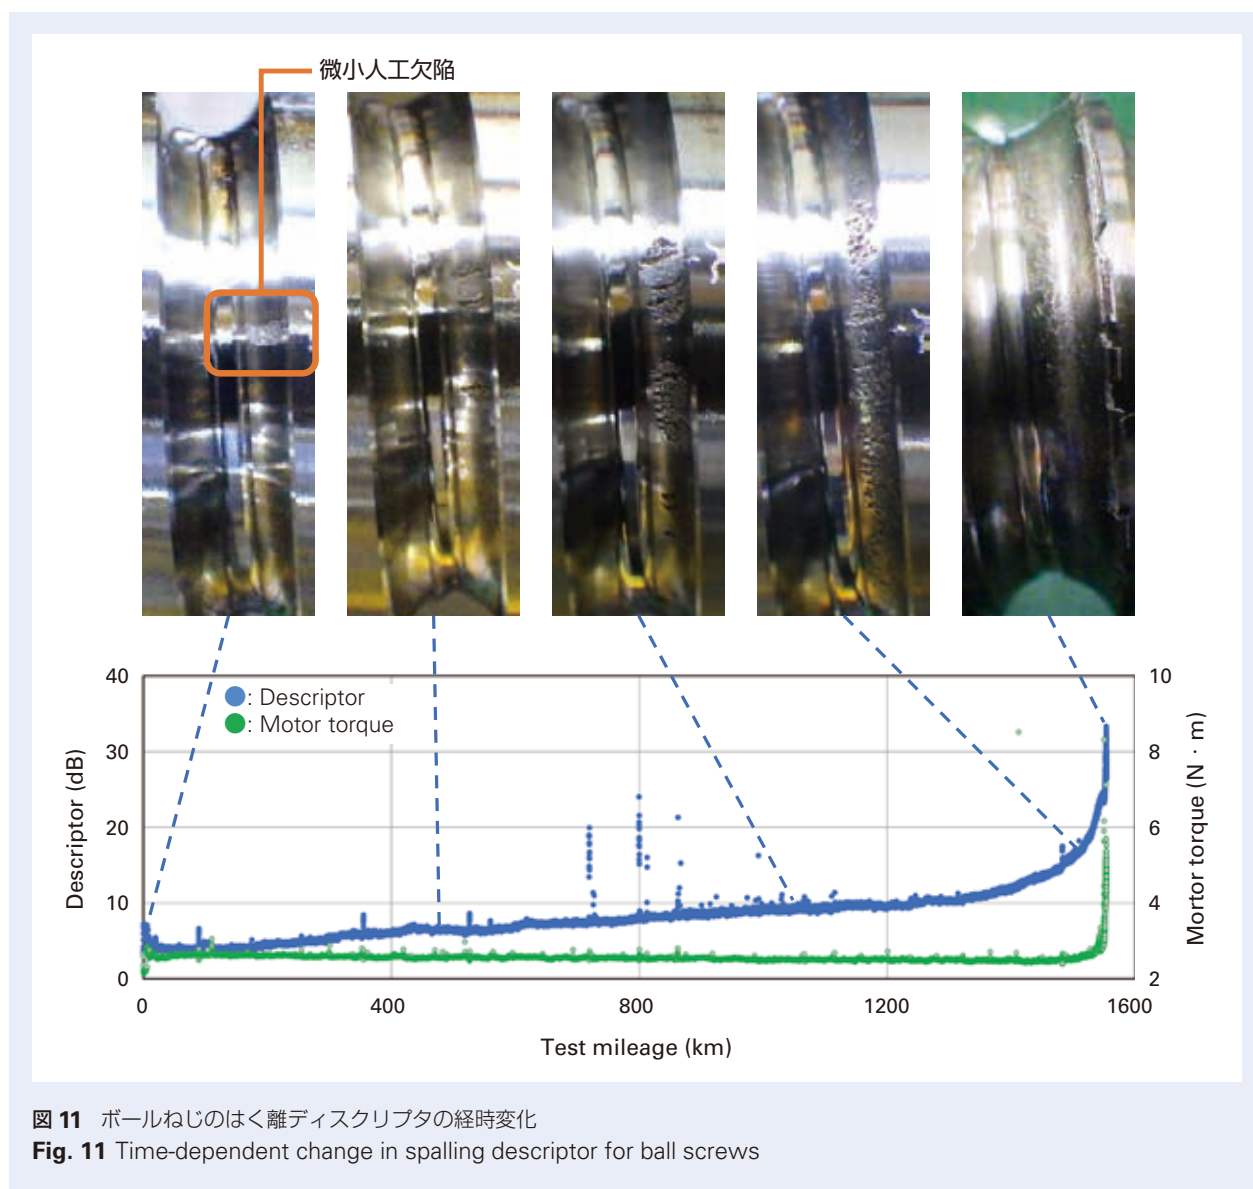 微小人工欠陥
40
30
20
10
0
Descriptor (dB)
●: Descriptor
●: Motor torque
10
8
6
4
2
Mortor torque (N · m)
0
400
800
1200
1600
Test mileage (km)
図 11 ボールねじのはく離ディスクリプタの経時変化
Fig. 11 Time-dependent change in spalling descriptor for ball screws